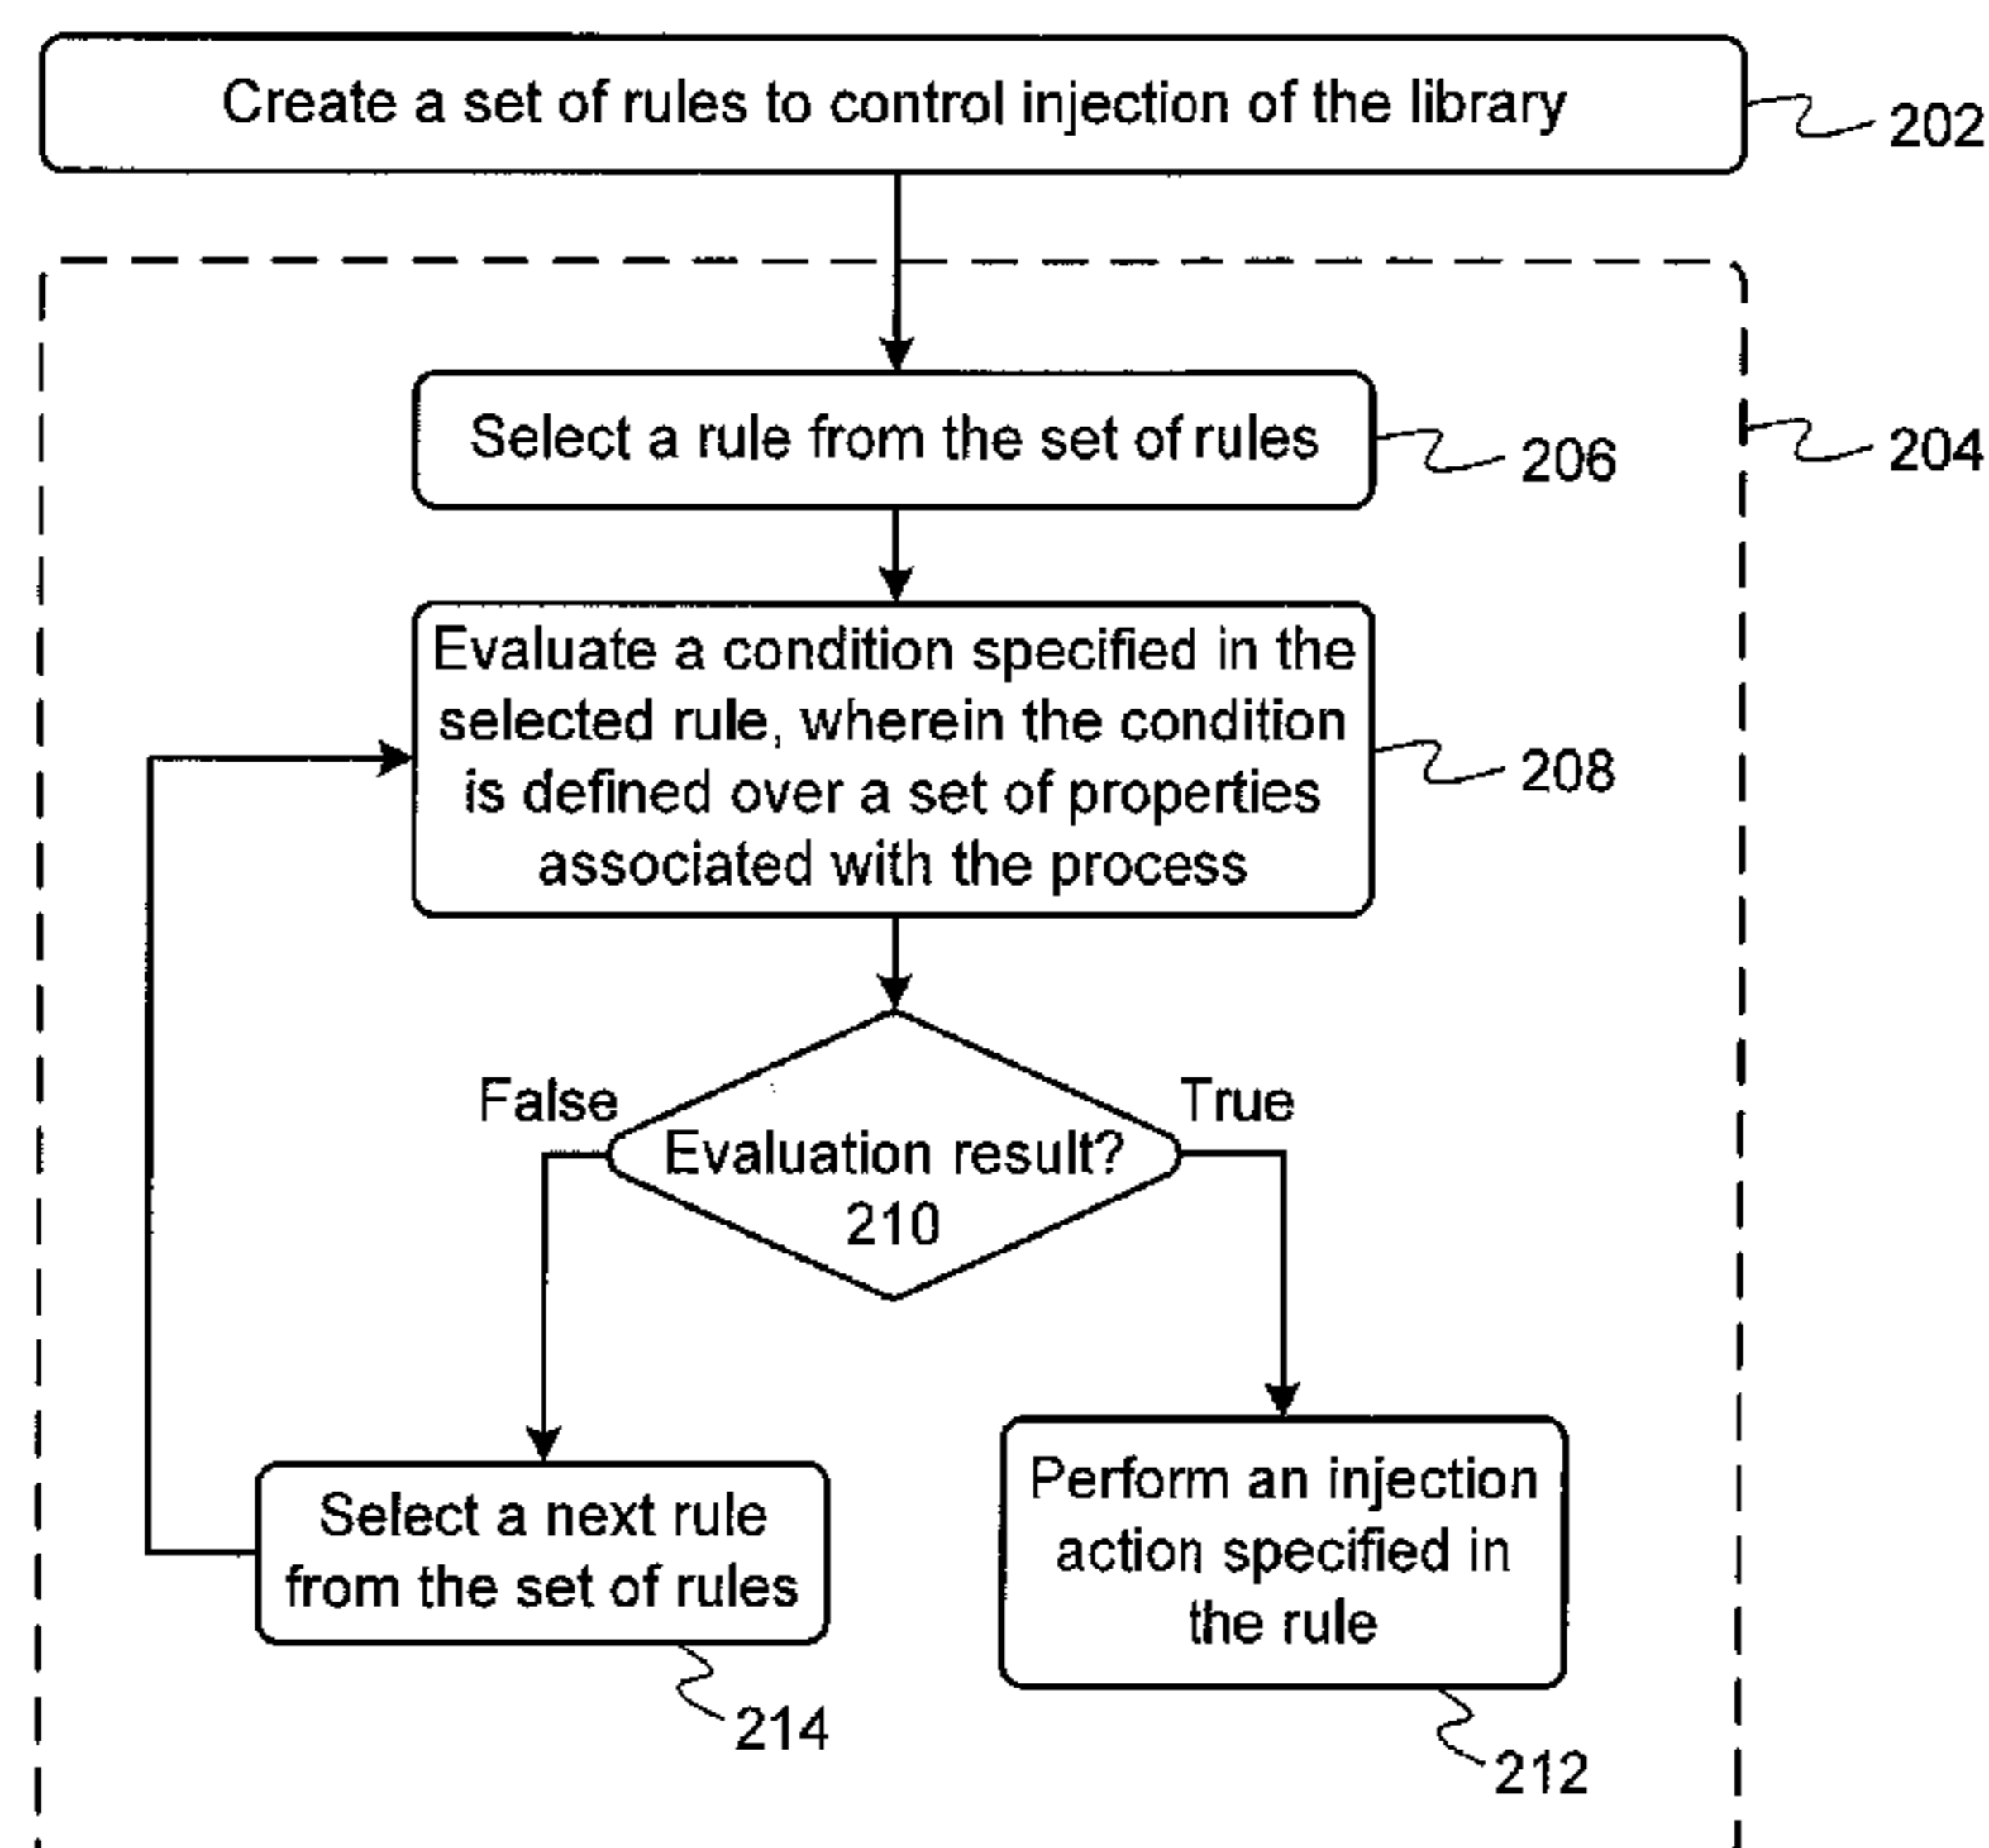 Create a set of rules to control injection of the library
202
Select a rule from the set of rules
206
204
Evaluate a condition specified in the
selected rule, wherein the condition
is defined over a set of properties
associated with the process
208
False
True
Evaluation result?
210
Select a next rule
from the set of rules
214
Perform an injection
action specified in
the rule
212